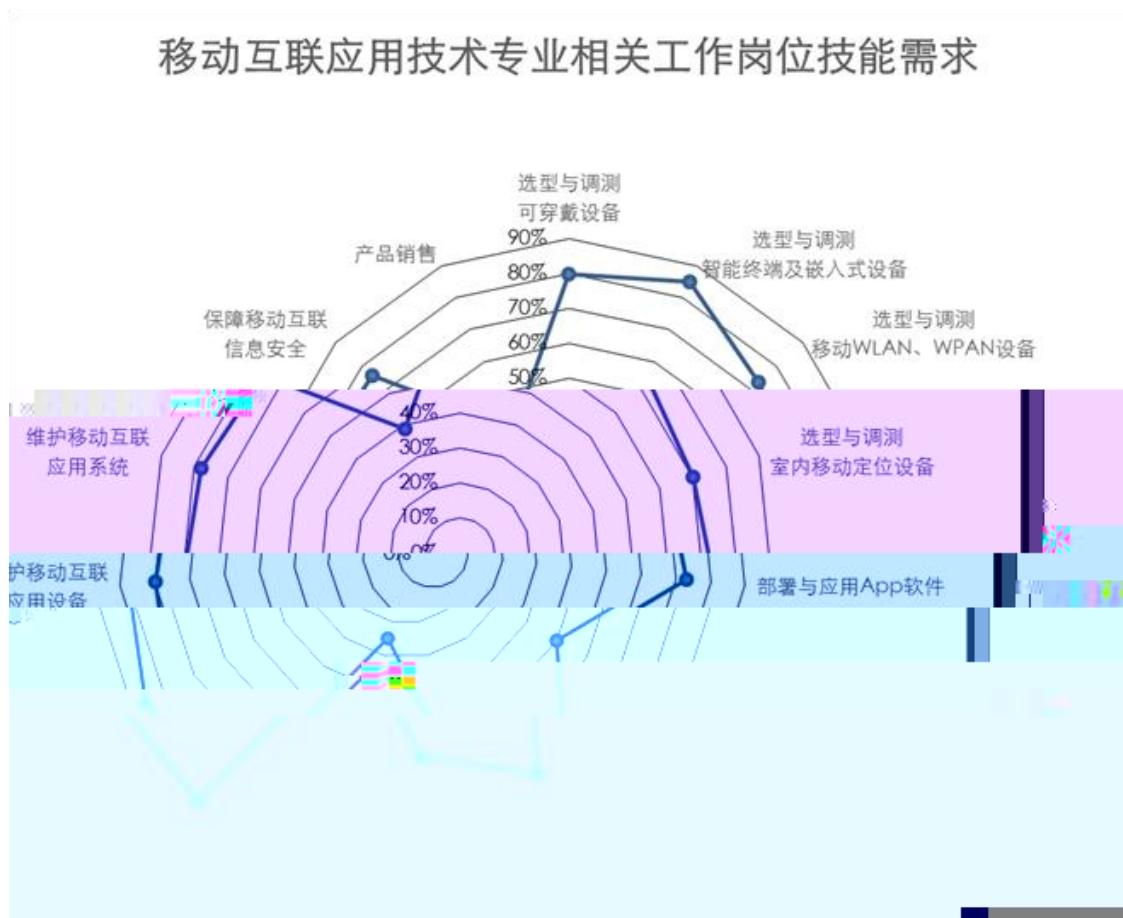 移动互联应用技术专业相关工作岗位技能需求
选型与调测
可穿戴设备
90%
选型与调测
智能终端及嵌入式设备
产品销售
80%
70%
选型与调测
移动WLAN、WPAN设备
保障移动互联
信息安全
60%
50%
40%
维护移动互联
应用系统
选型与调测
室内移动定位设备
30%
20%
10%
护移动互联
应用设备
部署与应用App软件